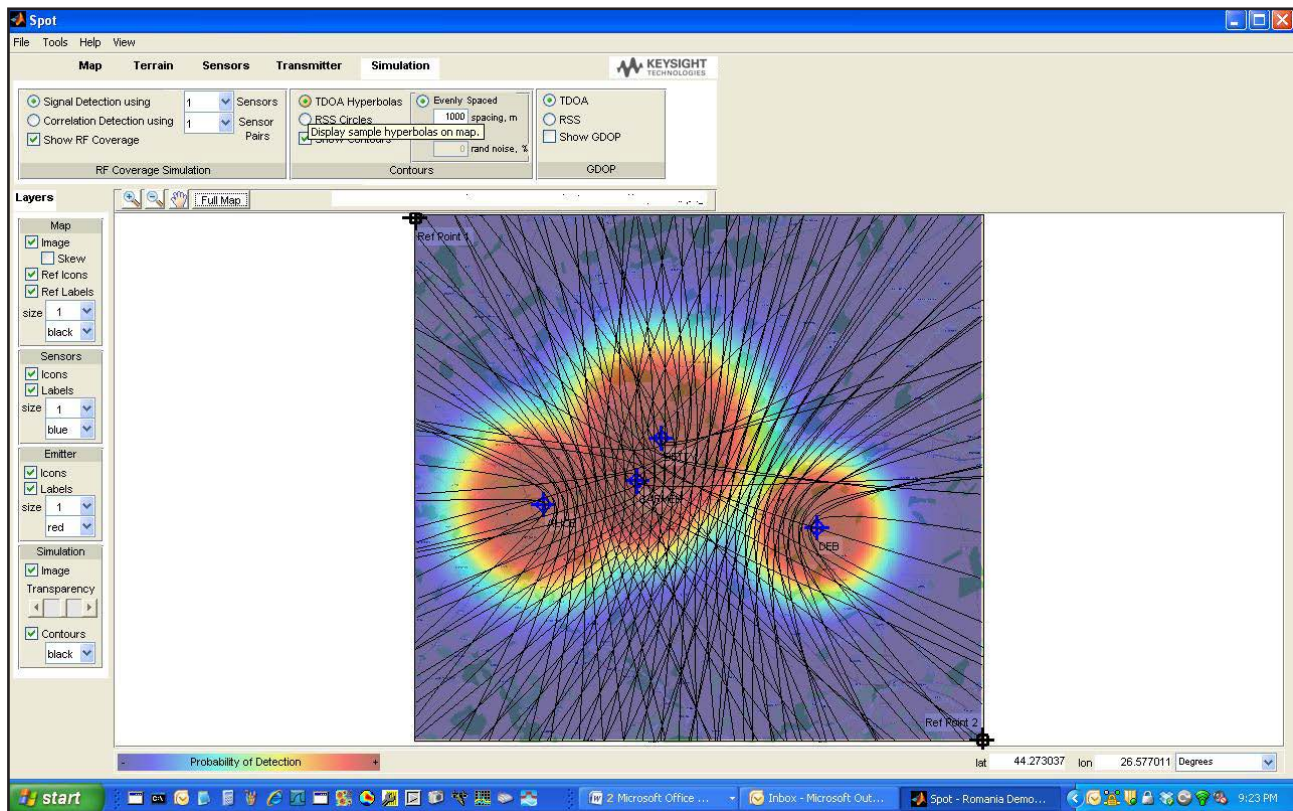 Spot
File Tools Help View
Map Terrain Sensors Transmitter Simulation
KEYSIGHT
TECHNOLOGIES
Signal Detection using 1 Sensors
Correlation Detection using 1 Sensor
Pairs
Show RF Coverage
RF Coverage Simulation
TDOA Hyperbolas
RSS Circles
Display sample hyperbolas on map.
Show Contours
Evenly Spaced
1000 spacing, m
0 rand noise, %
Contours
TDOA
RSS
Show GDOP
GDOP
Layers
Full Map
Map
Image
Skew
Ref Icons
Ref Labels
size 1
black
Sensors
Icons
Labels
size 1
blue
Emitter
Icons
Labels
size 1
red
Simulation
Image
Transparency
Contours
black
Ref Point 1
DEB
Ref Point 2
- Probability of Detection +
lat 44.273037 lon 26.577011 Degrees
start
2 Microsoft Office ...
Inbox - Microsoft Out...
Spot - Romania Demo...
9:23 PM